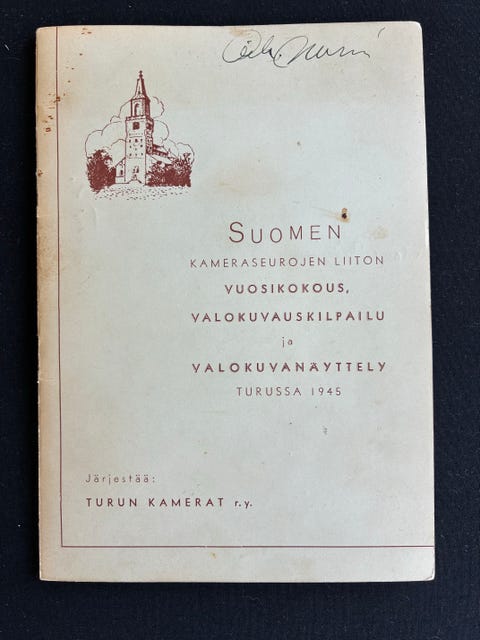 SUOMEN
KAMERASEUROJEN LIITON
VUOSIKOKOUS,
VALOKUVAUSKILPAILU
ja
VALOKUVANÄYTTELY
TURUSSA 1945
Järjestää:
TURUN KAMERAT r.y.